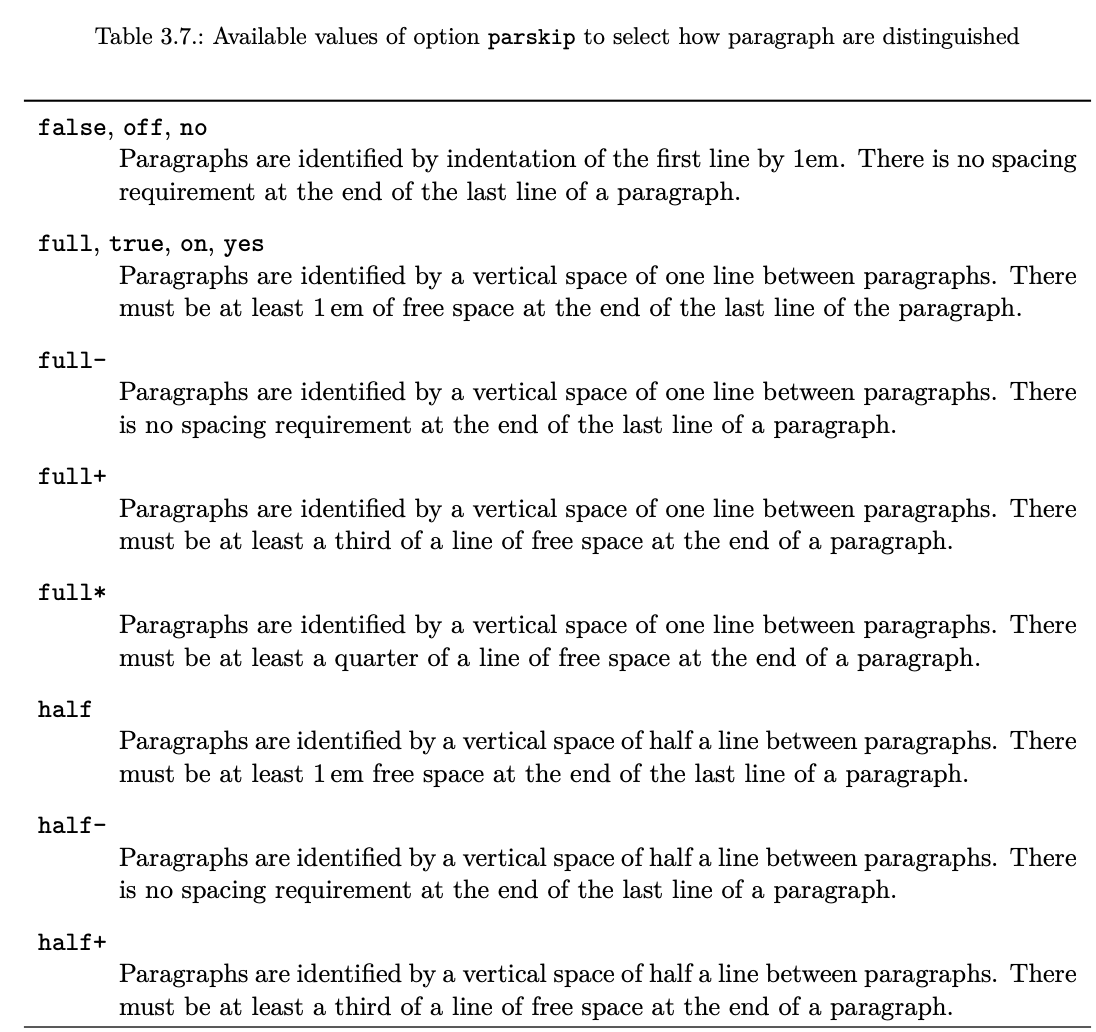 Table 3.7.: Available values of option parskip to select how paragraph are distinguished
false, off, no
Paragraphs are identified by indentation of the first line by 1em. There is no spacing
requirement at the end of the last line of a paragraph.
full, true, on, yes
Paragraphs are identified by a vertical space of one line between paragraphs. There
must be at least 1 em of free space at the end of the last line of the paragraph.
full-
Paragraphs are identified by a vertical space of one line between paragraphs. There
is no spacing requirement at the end of the last line of a paragraph.
full+
Paragraphs are identified by a vertical space of one line between paragraphs. There
must be at least a third of a line of free space at the end of a paragraph.
full*
Paragraphs are identified by a vertical space of one line between paragraphs. There
must be at least a quarter of a line of free space at the end of a paragraph.
half
Paragraphs are identified by a vertical space of half a line between paragraphs. There
must be at least 1 em free space at the end of the last line of a paragraph.
half-
Paragraphs are identified by a vertical space of half a line between paragraphs. There
is no spacing requirement at the end of the last line of a paragraph.
half+
Paragraphs are identified by a vertical space of half a line between paragraphs. There
must be at least a third of a line of free space at the end of a paragraph.